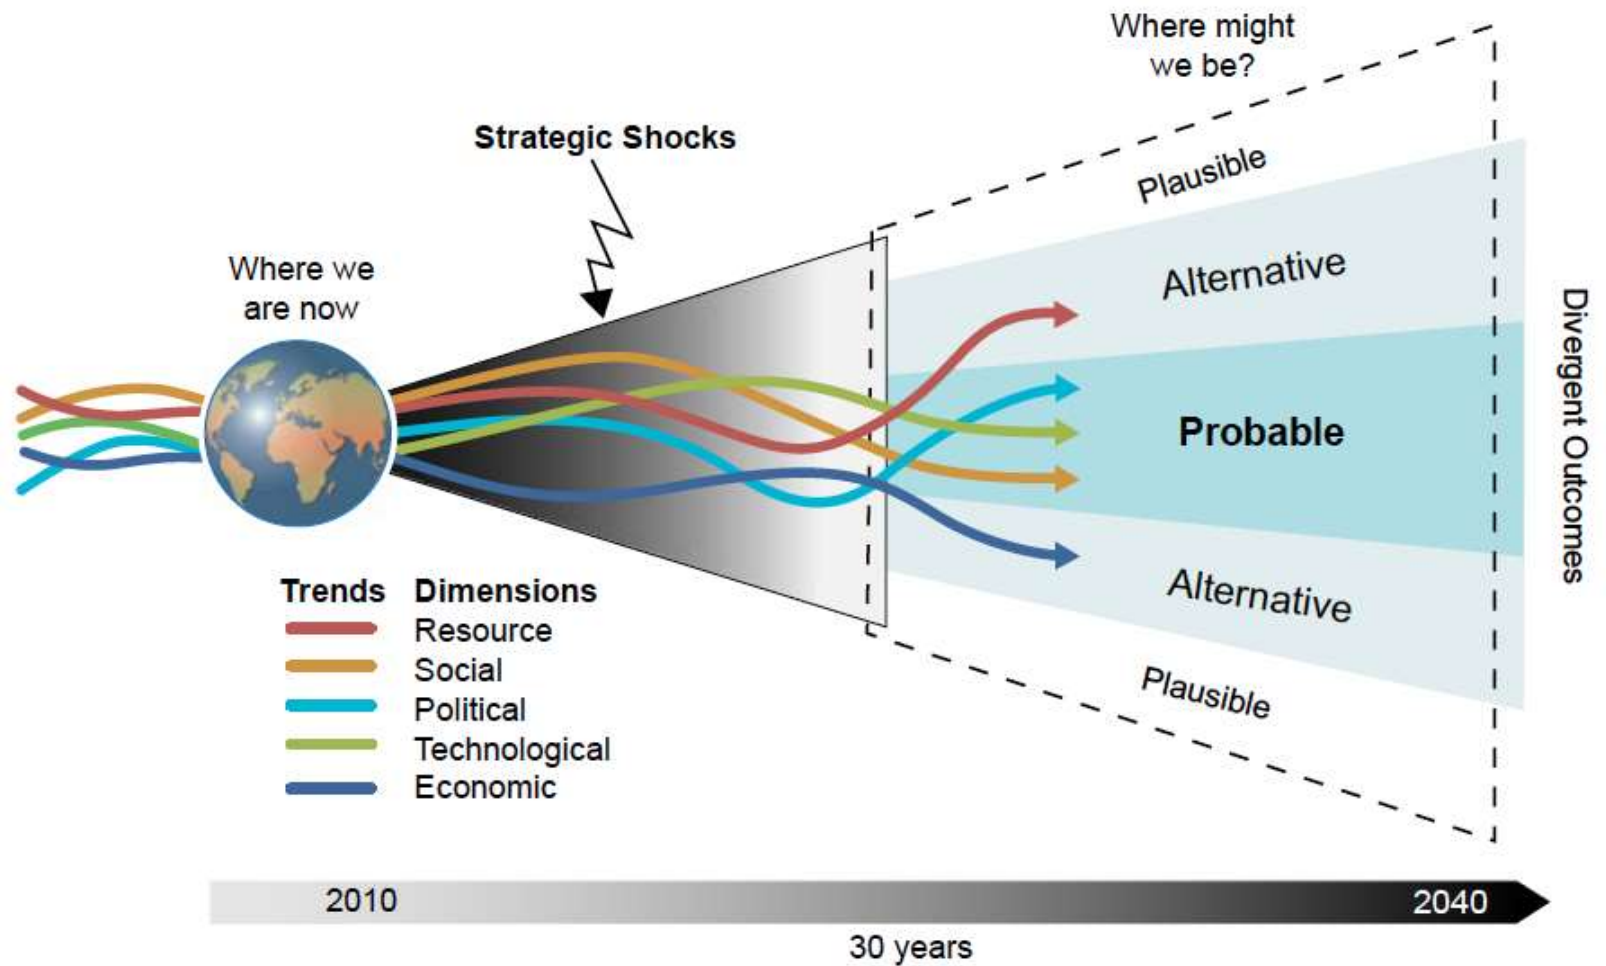 Where might
we be?
Strategic Shocks
Plausible
Where we
are now
Alternative
Probable
Divergent Outcomes
Alternative
Plausible
Trends Dimensions
Resource
Social
Political
Technological
Economic
2010 2040
30 years